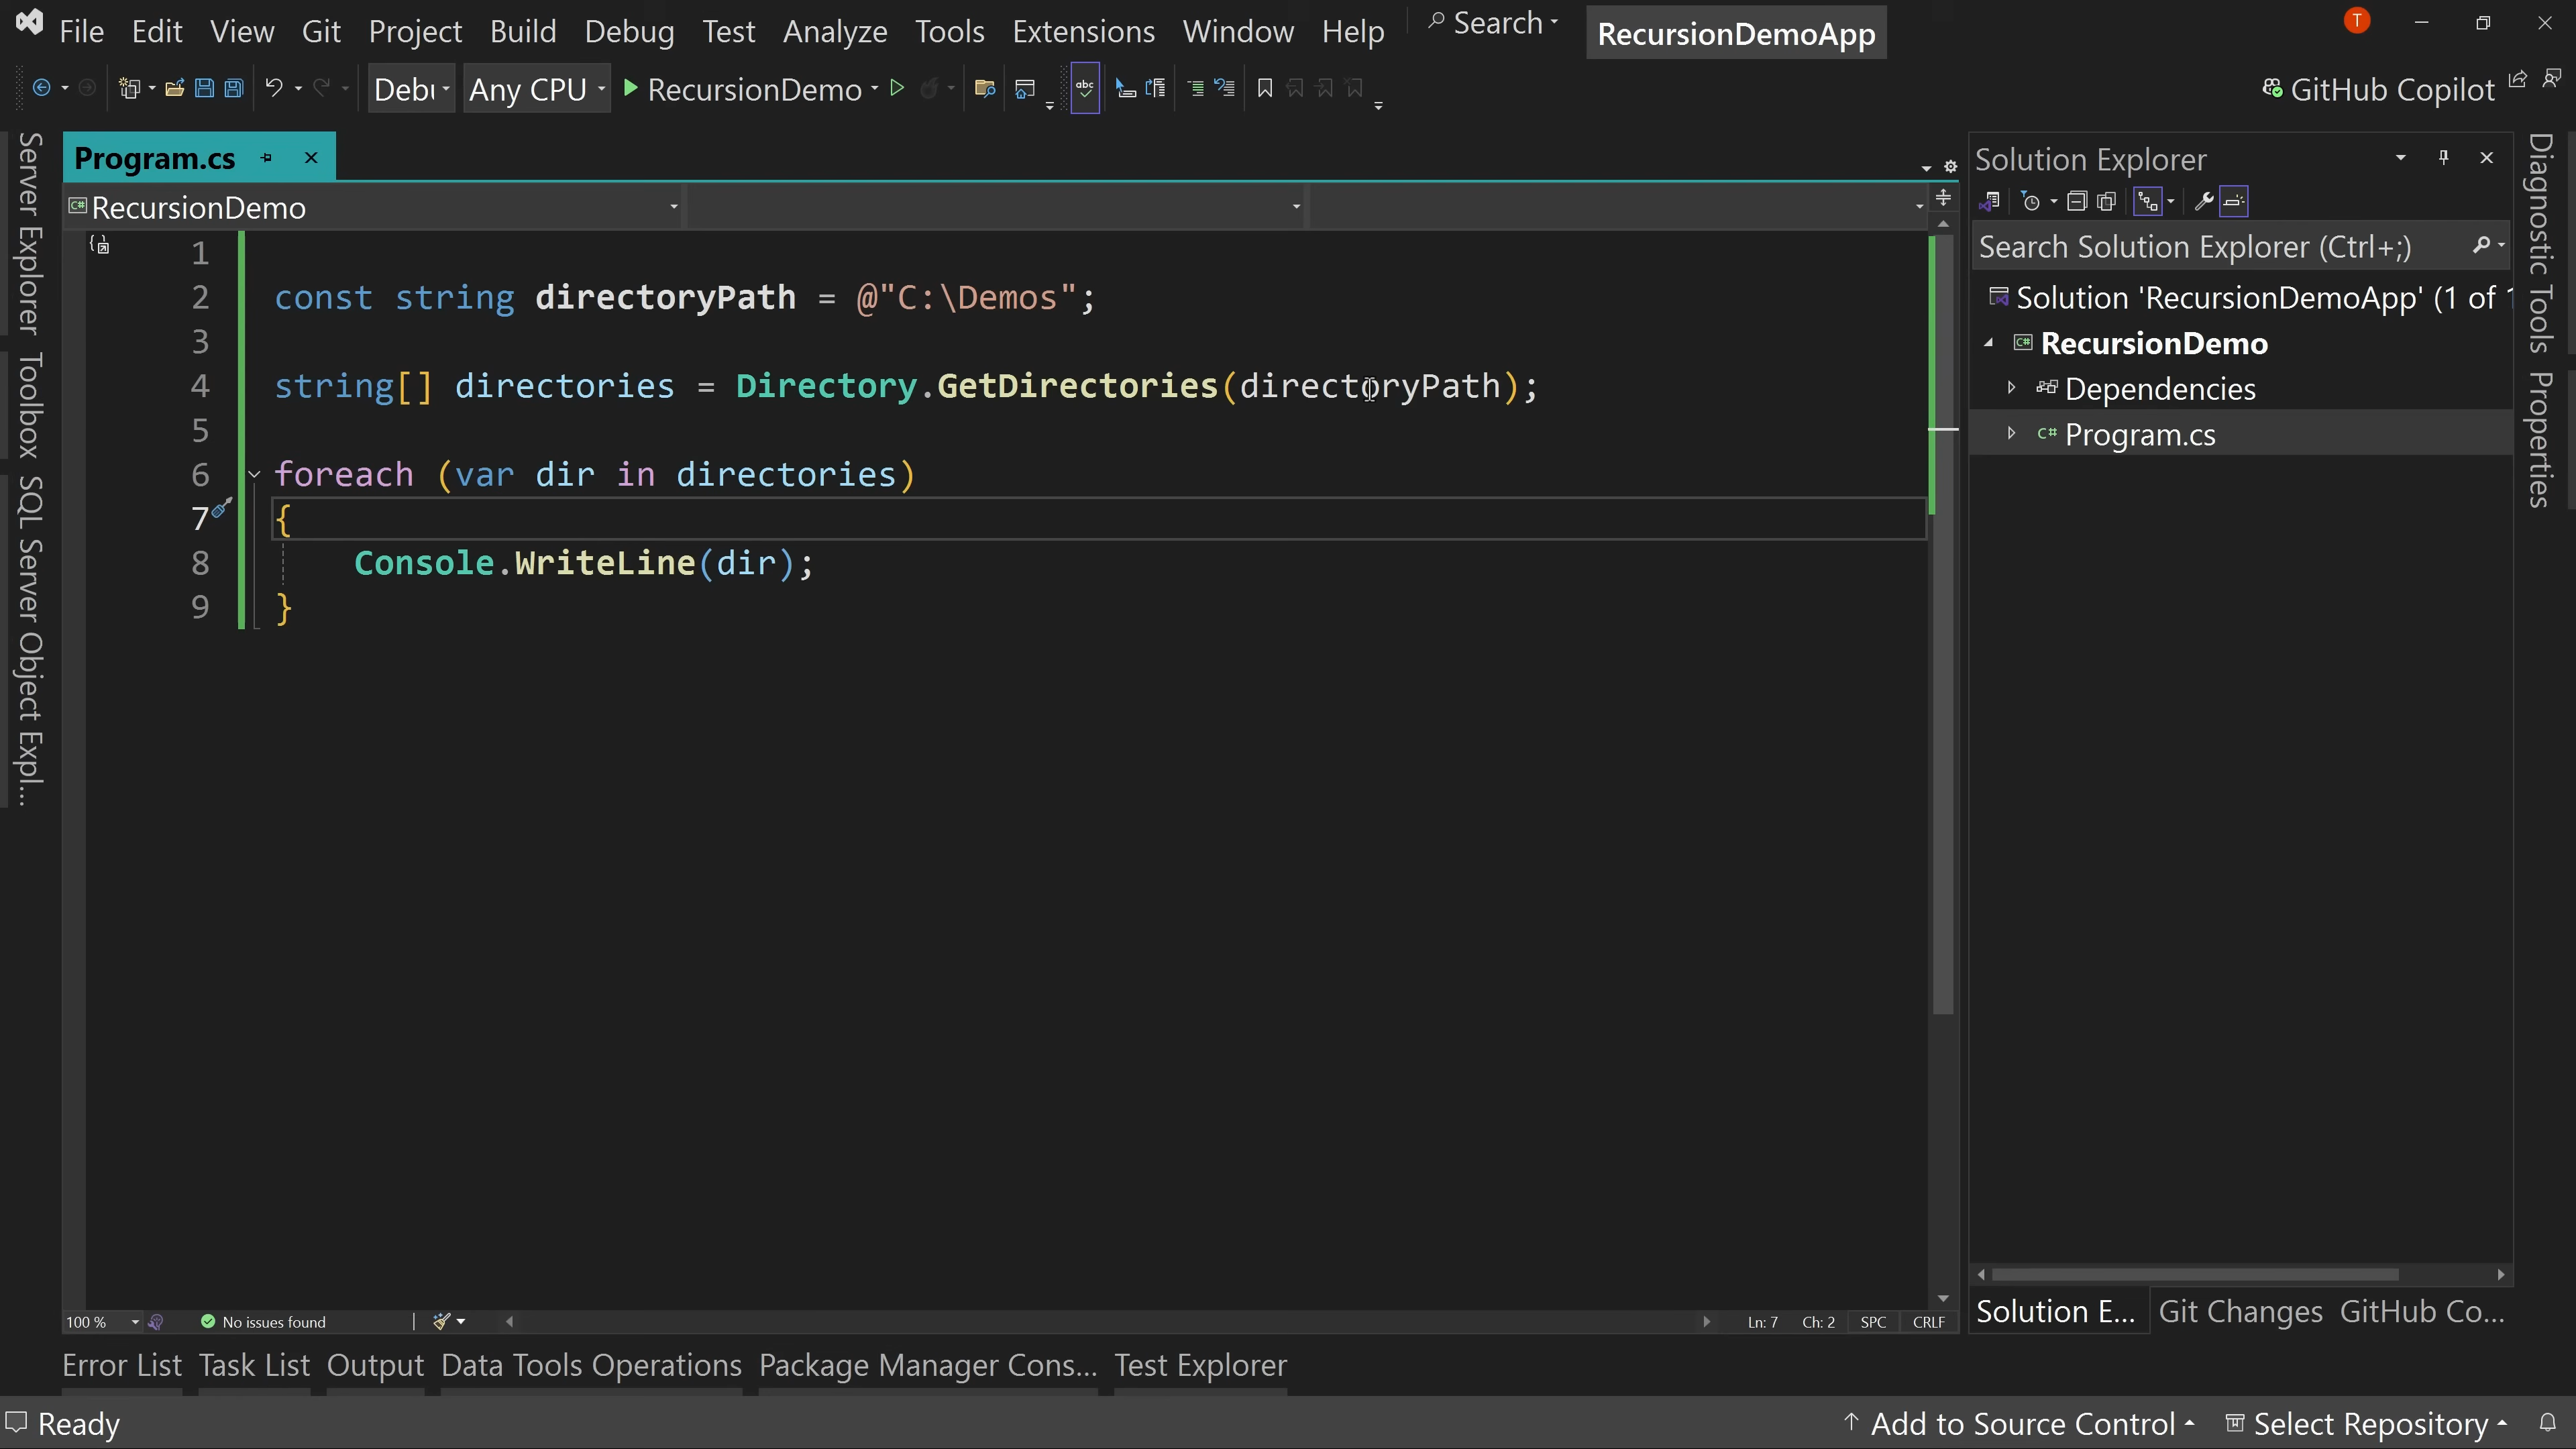 File Edit View Git Project Build Debug Test Analyze Tools Extensions Window Help Search RecursionDemoApp T
Any CPU RecursionDemo abc GitHub Copilot
Server Explorer
Toolbox
SQL Server Object Expl...
Program.cs
C# RecursionDemo
1
2 const string directoryPath = @"C:\Demos";
3
4 string[] directories = Directory.GetDirectories(directoryPath);
5
6 foreach (var dir in directories)
7 {
8 Console.WriteLine(dir);
9 }
100 % No issues found Ln: 7 Ch: 2 SPC CRLF
Solution Explorer
Search Solution Explorer (Ctrl+;)
Solution 'RecursionDemoApp' (1 of
C# RecursionDemo
Dependencies
C# Program.cs
Solution E... Git Changes GitHub Co...
Diagnostic Tools
Properties
Error List Task List Output Data Tools Operations Package Manager Cons... Test Explorer
Ready Add to Source Control Select Repository